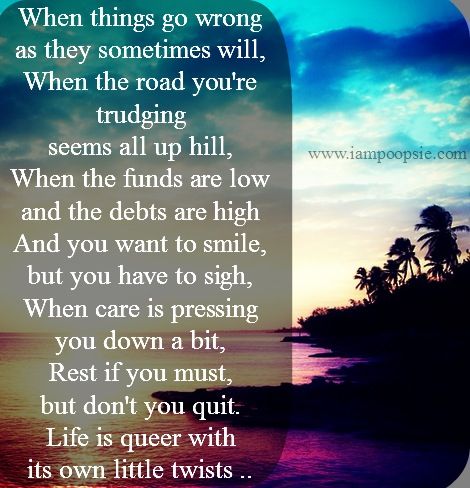 When things go wrong
as they sometimes will,
When the road you're
trudging
seems all up hill,
When the funds are low
and the debts are high
And you want to smile,
but you have to sigh,
When care is pressing
you down a bit,
Rest if you must,
but don't you quit.
Life is queer with
its own little twists ..
www.iampoopsie.com